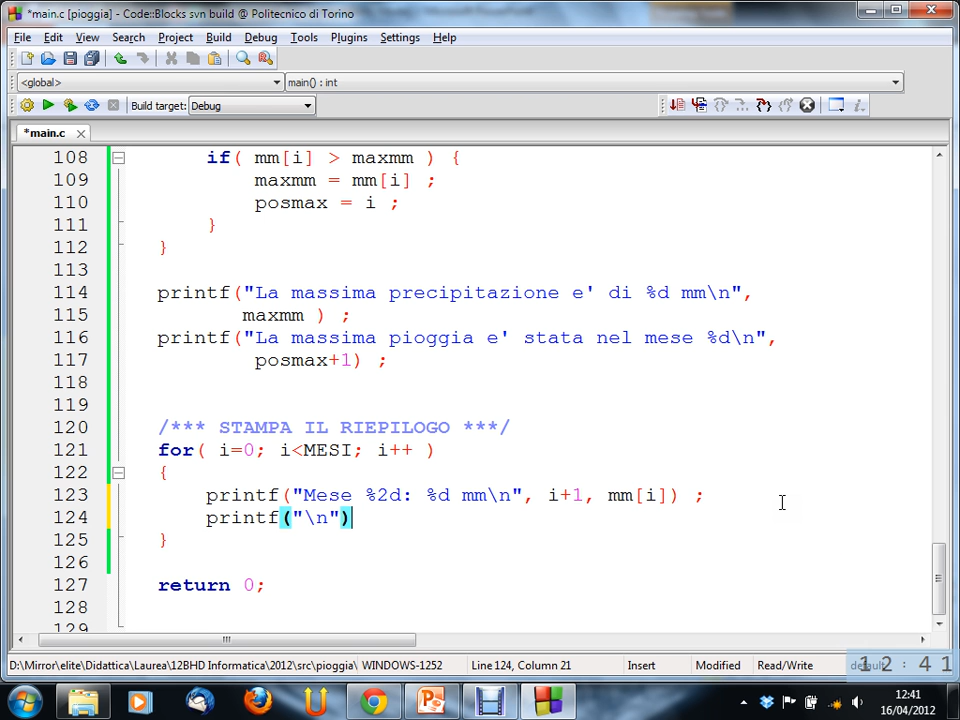 *main.c [pioggia] - Code::Blocks svn build @ Politecnico di Torino
File Edit View Search Project Build Debug Tools Plugins Settings Help
<global> main() : int
Build target: Debug
*main.c
108 if( mm[i] > maxmm ) {
109 maxmm = mm[i] ;
110 posmax = i ;
111 }
112 }
113
114 printf("La massima precipitazione e' di %d mm\n",
115 maxmm ) ;
116 printf("La massima pioggia e' stata nel mese %d\n",
117 posmax+1) ;
118
119
120 /*** STAMPA IL RIEPILOGO ***/
121 for( i=0; i<MESI; i++ )
122 {
123 printf("Mese %2d: %d mm\n", i+1, mm[i]) ;
124 printf("\n")
125 }
126
127 return 0;
128
129
D:\Mirror\elite\Didattica\Laurea\12BHD Informatica\2012\src\pioggia\ WINDOWS-1252 Line 124, Column 21 Insert Modified Read/Write default
12:41
12:41
16/04/2012